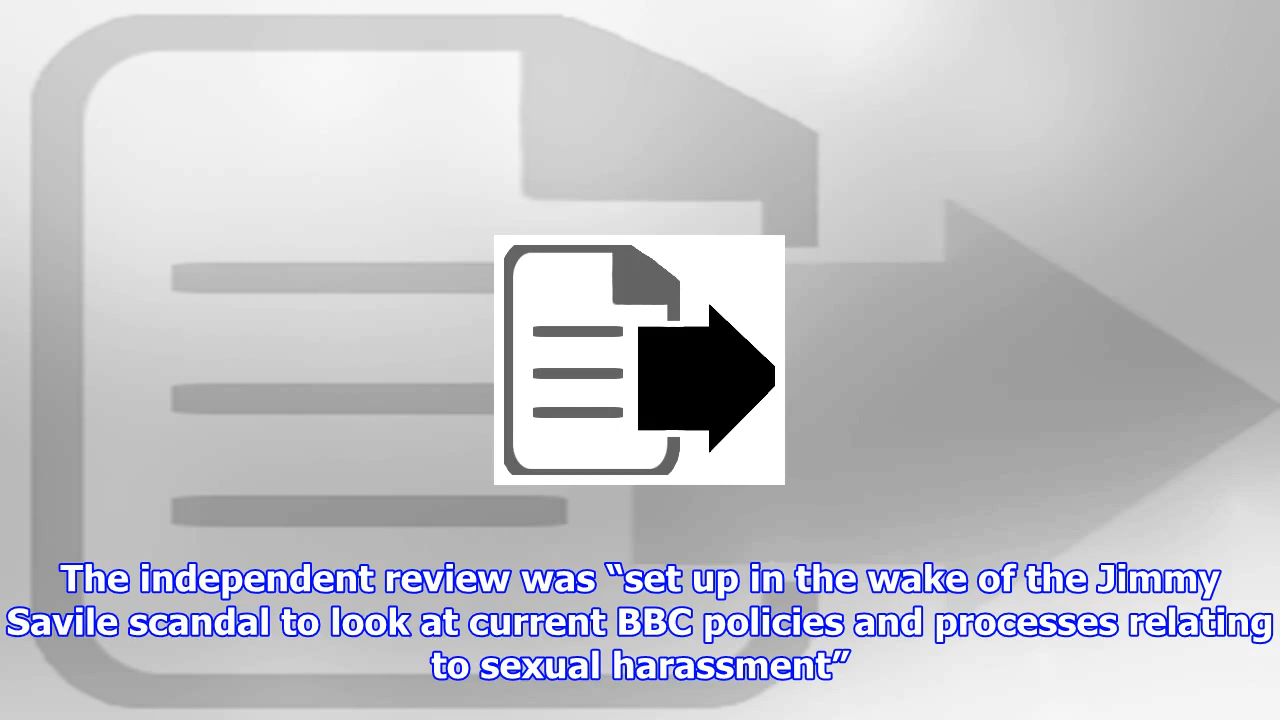 The independent review was “set up in the wake of the Jimmy
Savile scandal to look at current BBC policies and processes relating
to sexual harassment”